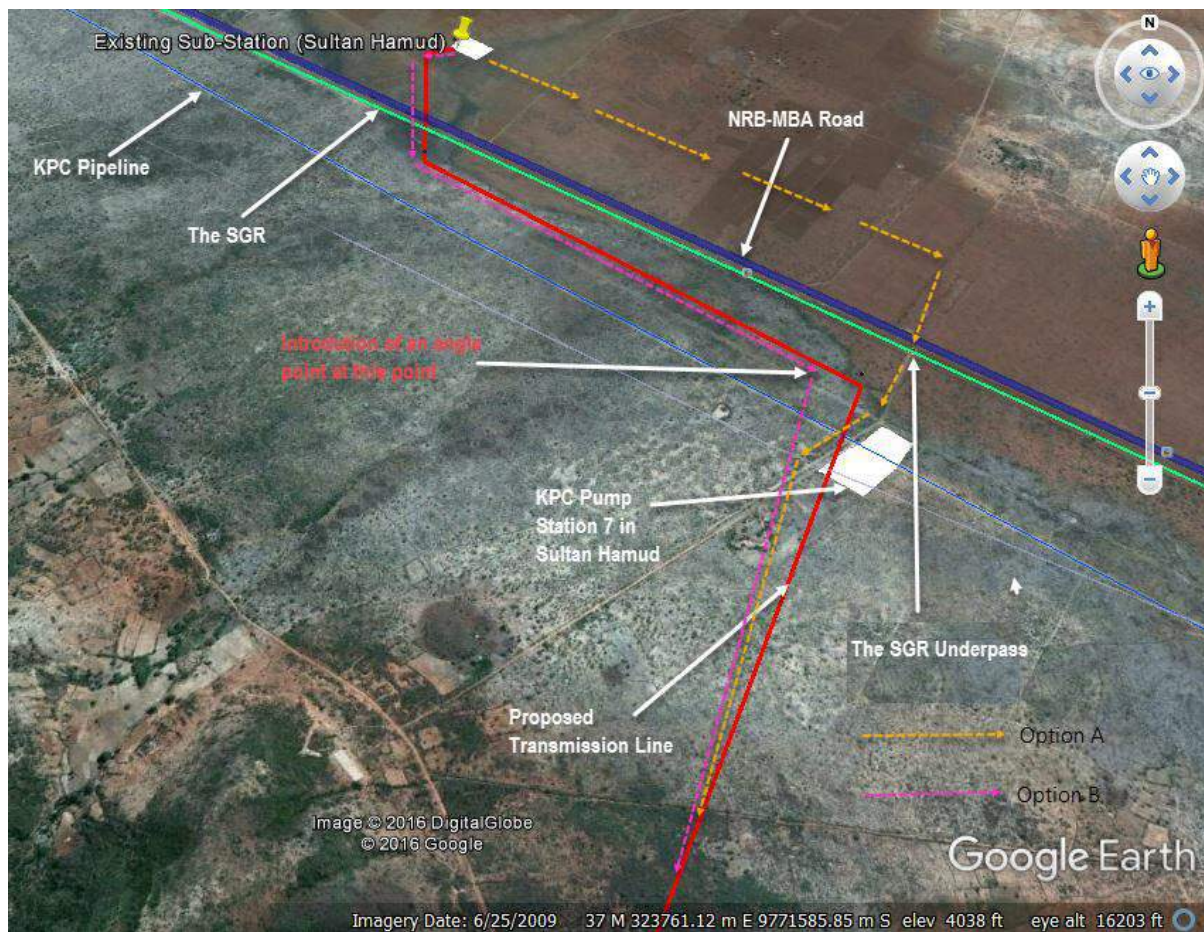 Existing Sub-Station (Sultan Hamud)
N
NRB-MBA Road
KPC Pipeline
The SGR
Introdution of an angle
point at this point
KPC Pump
Station 7 in
Sultan Hamud
The SGR Underpass
Proposed
Transmission Line
Option A
Option B
Image © 2016 DigitalGlobe
© 2016 Google
Google Earth
Imagery Date: 6/25/2009 37 M 323761.12 m E 9771585.85 m S elev 4038 ft eye alt 16203 ft